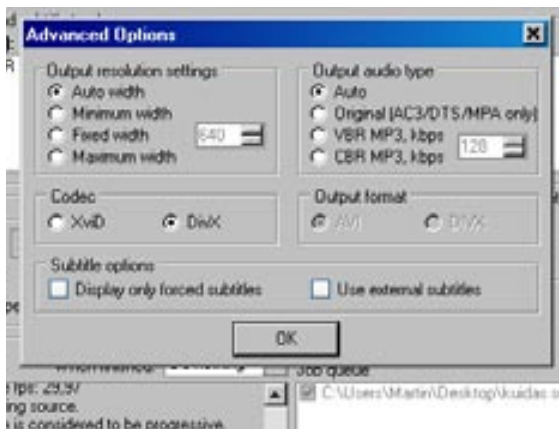 Advanced Options
Output resolution settings
Auto width
Minimum width
Fixed width
640
Maximum width
Output audio type
Auto
Original (AC3/DTS/MPA only)
VBR MP3, kbps
CBR MP3, kbps
128
Codec
XviD
DivX
Output format
AVI
DIVX
Subtitle options
Display only forced subtitles
Use external subtitles
OK
When finished:
Job queue
fps: 29,97
ng source.
is considered to be progressive.
C:\Users\Martin\Desktop\kuidas